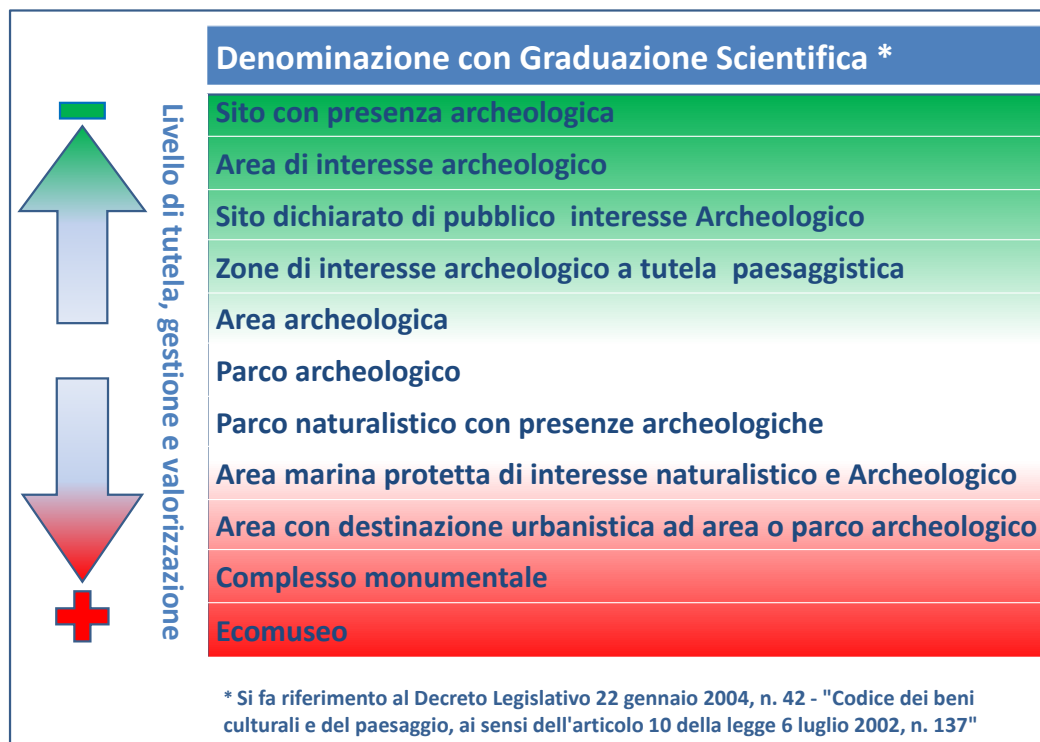 Denominazione con Graduazione Scientifica *
Livello di tutela, gestione e valorizzazione
Sito con presenza archeologica
Area di interesse archeologico
Sito dichiarato di pubblico interesse Archeologico
Zone di interesse archeologico a tutela paesaggistica
Area archeologica
Parco archeologico
Parco naturalistico con presenze archeologiche
Area marina protetta di interesse naturalistico e Archeologico
Area con destinazione urbanistica ad area o parco archeologico
Complesso monumentale
Ecomuseo
* Si fa riferimento al Decreto Legislativo 22 gennaio 2004, n. 42 - "Codice dei beni
culturali e del paesaggio, ai sensi dell'articolo 10 della legge 6 luglio 2002, n. 137"